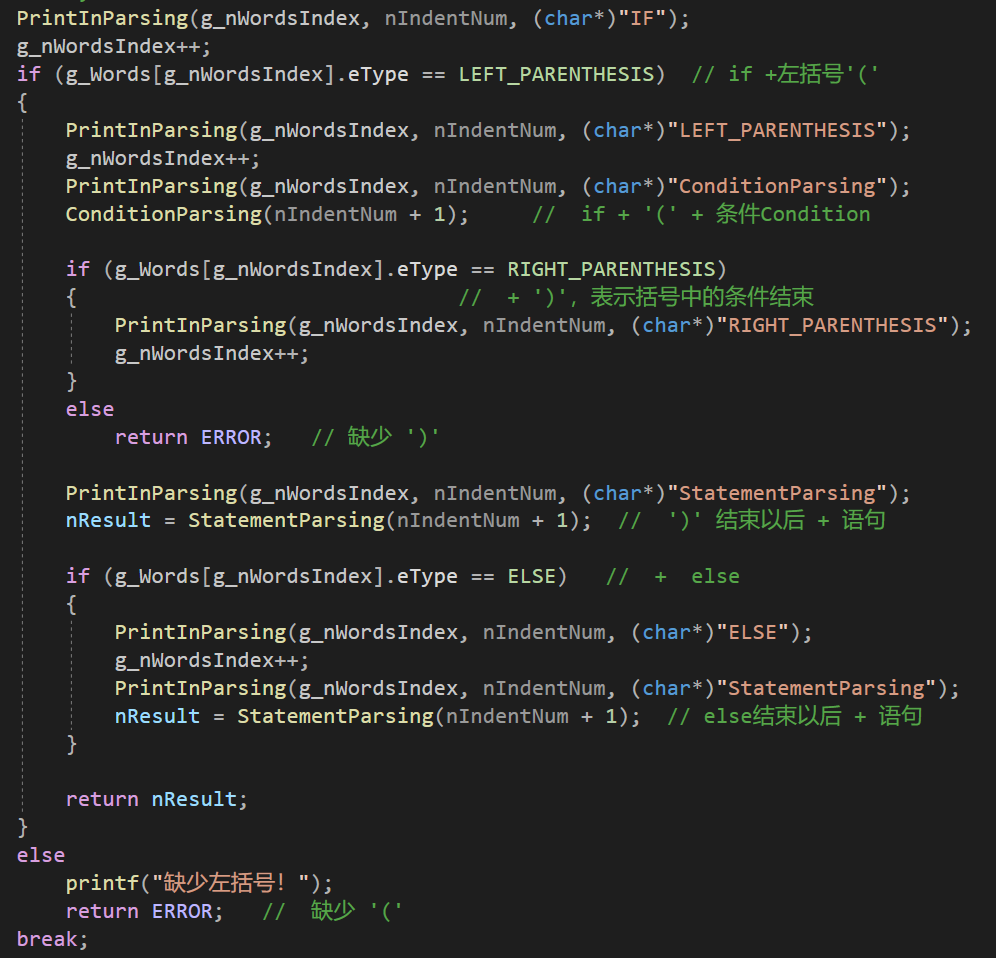 PrintInParsing(g_nWordsIndex, nIndentNum, (char*)"IF");
g_nWordsIndex++;
if (g_Words[g_nWordsIndex].eType == LEFT_PARENTHESIS)  // if +左括号'('
{
    PrintInParsing(g_nWordsIndex, nIndentNum, (char*)"LEFT_PARENTHESIS");
    g_nWordsIndex++;
    PrintInParsing(g_nWordsIndex, nIndentNum, (char*)"ConditionParsing");
    ConditionParsing(nIndentNum + 1);     //  if + '(' + 条件Condition

    if (g_Words[g_nWordsIndex].eType == RIGHT_PARENTHESIS)
    {                               //  + ')', 表示括号中的条件结束
        PrintInParsing(g_nWordsIndex, nIndentNum, (char*)"RIGHT_PARENTHESIS");
        g_nWordsIndex++;
    }
    else
        return ERROR;   // 缺少 ')'

    PrintInParsing(g_nWordsIndex, nIndentNum, (char*)"StatementParsing");
    nResult = StatementParsing(nIndentNum + 1);  //  ')' 结束以后 + 语句

    if (g_Words[g_nWordsIndex].eType == ELSE)   //  +  else
    {
        PrintInParsing(g_nWordsIndex, nIndentNum, (char*)"ELSE");
        g_nWordsIndex++;
        PrintInParsing(g_nWordsIndex, nIndentNum, (char*)"StatementParsing");
        nResult = StatementParsing(nIndentNum + 1);  // else结束以后 + 语句
    }

    return nResult;
}
else
    printf("缺少左括号！");
    return ERROR;   //  缺少 '('
break;